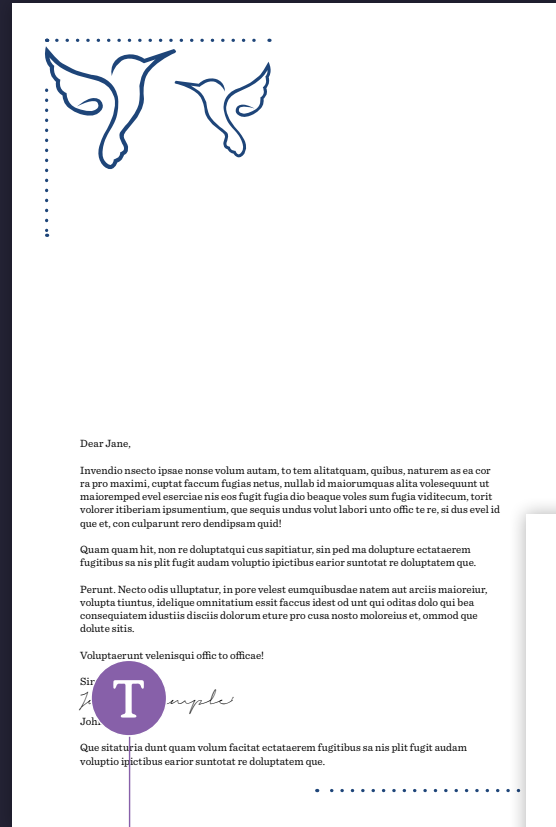 Dear Jane,
Invendio nsecto ipsae nonse volum autam, to tem alitatquam, quibus, naturem as ea cor
ra pro maximi, cuptat faccum fugias netus, nullab id maiorumquas alita volesequunt ut
maioremped evel eserciae nis eos fugit fugia dio beaque voles sum fugia viditecum, torit
volorer itiberiam ipsumentium, que sequis undus volut labori unto offic te re, si dus evel id
que et, con culparunt rero dendipsam quid!
Quam quam hit, non re doluptatqui cus sapitiatur, sin ped ma dolupture ectataerem
fugitibus sa nis plit fugit audam voluptio ipictibus earior suntotat re doluptatem que.
Perunt. Necto odis ulluptatur, in pore velest eumquibusdae natem aut arciis maioreiur,
volupta tiuntus, idelique omnitatium essit faccus idest od unt qui oditas dolo qui bea
consequiatem idustiis disciis dolorum eture pro cusa nosto moloreius et, ommod que
dolute sitis.
Voluptaerunt velenisqui offic to officae!
T
Que sitaturia dunt quam volum facitat ectataerem fugitibus sa nis plit fugit audam
voluptio ipictibus earior suntotat re doluptatem que.